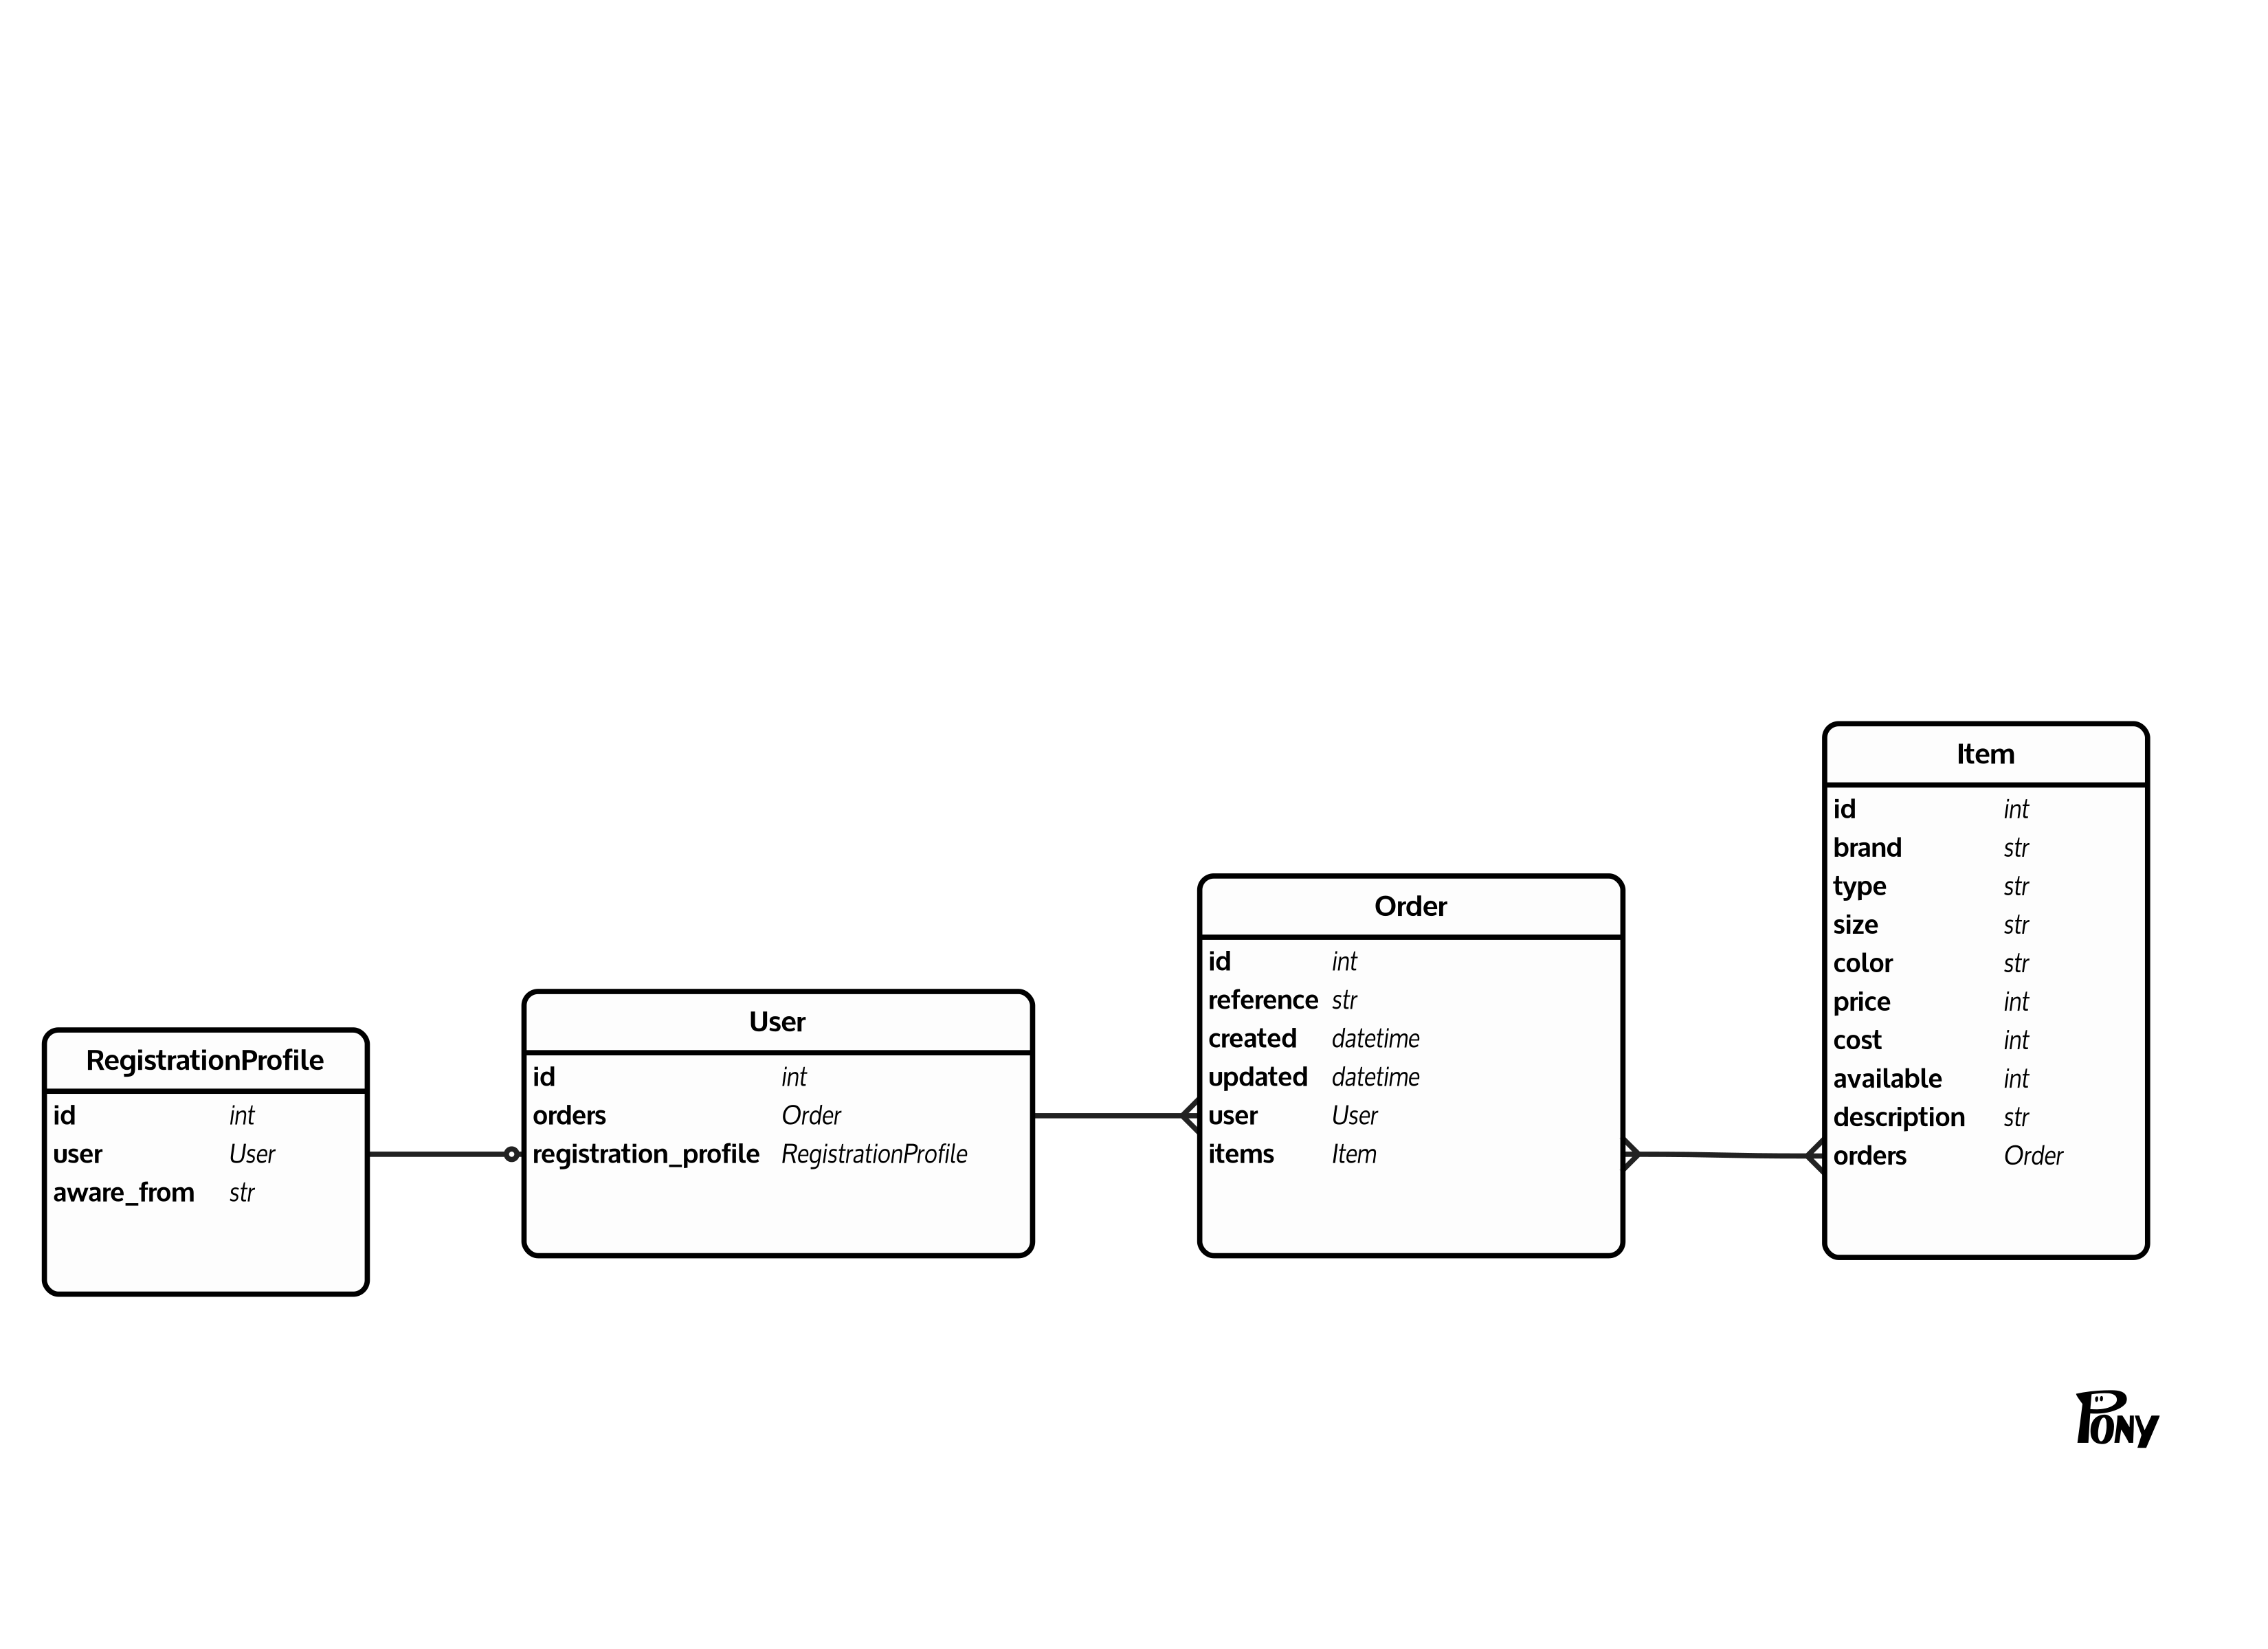 RegistrationProfile
id int
user User
aware_from str
User
id int
orders Order
registration_profile RegistrationProfile
Order
id int
reference str
created datetime
updated datetime
user User
items Item
Item
id int
brand str
type str
size str
color str
price int
cost int
available int
description str
orders Order
PONY